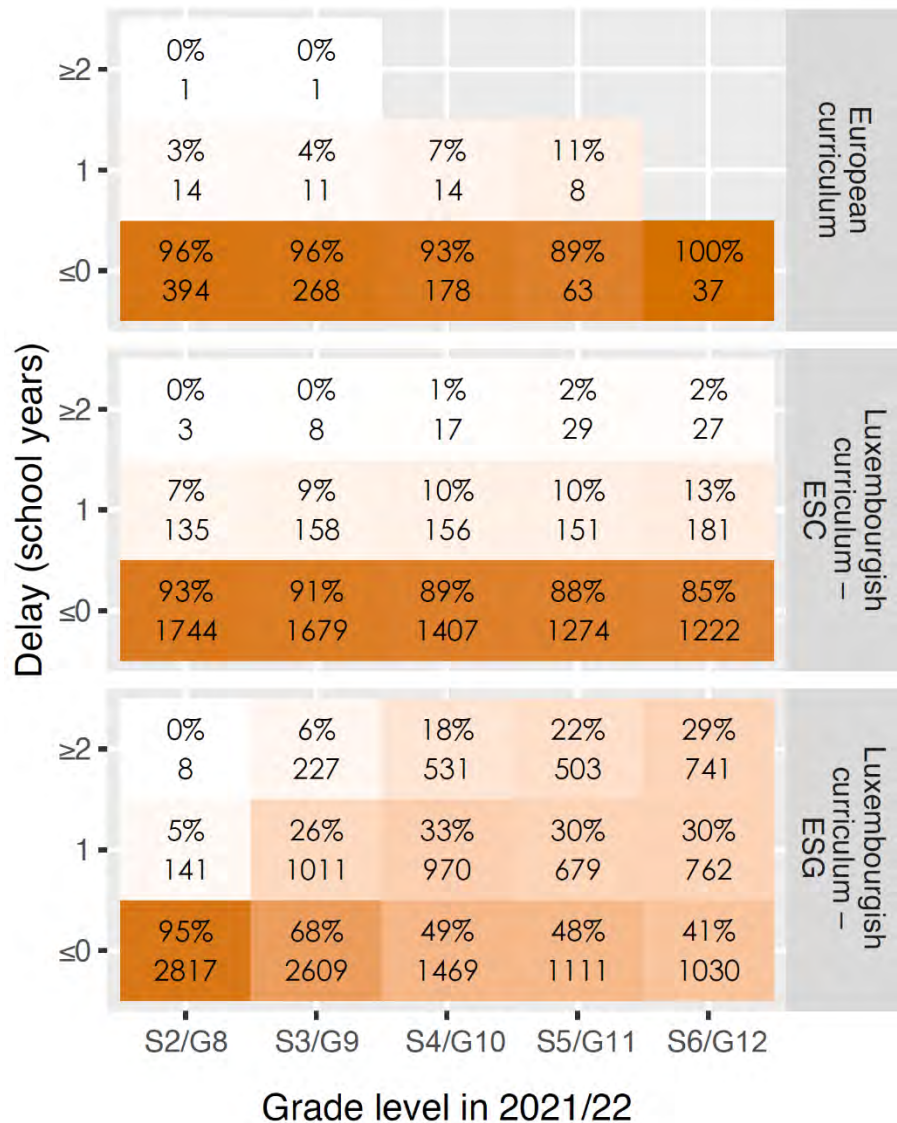 0% 0%
≥2
1 1
3% 4% 7% 11%
1
14 11 14 8
96% 96% 93% 89% 100%
≤0
394 268 178 63 37
European
curriculum
Delay (school years)
0% 0% 1% 2% 2%
≥2
3 8 17 29 27
7% 9% 10% 10% 13%
1
135 158 156 151 181
93% 91% 89% 88% 85%
≤0
1744 1679 1407 1274 1222
Luxembourgish
curriculum –
ESC
0% 6% 18% 22% 29%
≥2
8 227 531 503 741
5% 26% 33% 30% 30%
1
141 1011 970 679 762
95% 68% 49% 48% 41%
≤0
2817 2609 1469 1111 1030
Luxembourgish
curriculum –
ESG
S2/G8 S3/G9 S4/G10 S5/G11 S6/G12
Grade level in 2021/22